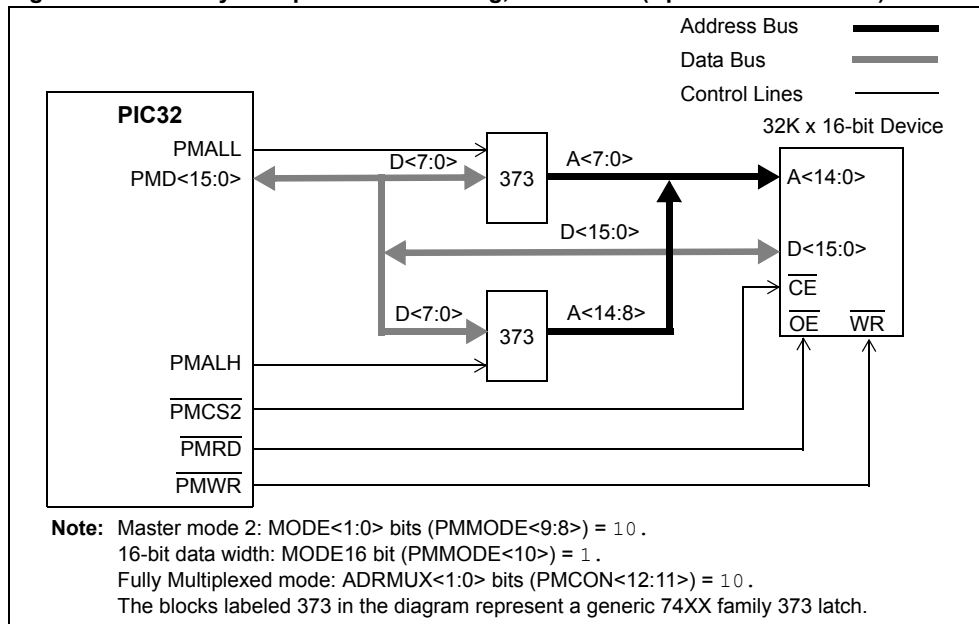 Address Bus
Data Bus
Control Lines
32K x 16-bit Device
PIC32
PMALL
PMD<15:0>
D<7:0>
373
A<7:0>
A<14:0>
D<15:0>
D<15:0>
CE
D<7:0>
373
A<14:8>
OE WR
PMALH
PMCS2
PMRD
PMWR
Note: Master mode 2: MODE<1:0> bits (PMMODE<9:8>) = 10.
16-bit data width: MODE16 bit (PMMODE<10>) = 1.
Fully Multiplexed mode: ADRMUX<1:0> bits (PMCON<12:11>) = 10.
The blocks labeled 373 in the diagram represent a generic 74XX family 373 latch.